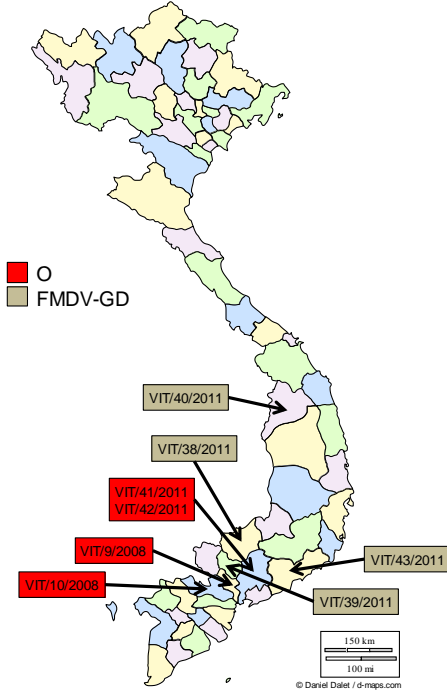 O
FMDV-GD
VIT/40/2011
VIT/38/2011
VIT/41/2011
VIT/42/2011
VIT/9/2008
VIT/43/2011
VIT/10/2008
VIT/39/2011
150 km
100 mi
© Daniel Dalet / d-maps.com